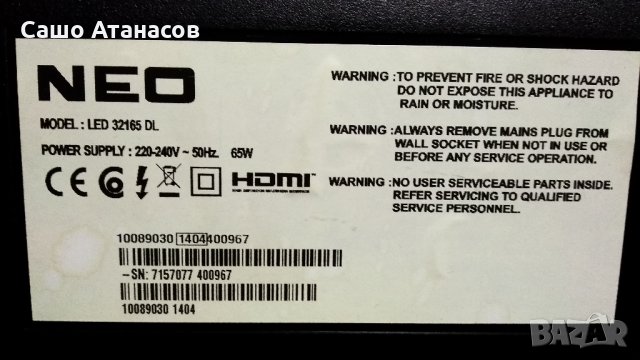 Сашо Атанасов
NEO
MODEL : LED 32165 DL
POWER SUPPLY : 220-240V ~ 50Hz. 65W
CE
HDMI
WARNING :TO PREVENT FIRE OR SHOCK HAZARD
DO NOT EXPOSE THIS APPLIANCE TO
RAIN OR MOISTURE.
WARNING :ALWAYS REMOVE MAINS PLUG FROM
WALL SOCKET WHEN NOT IN USE OR
BEFORE ANY SERVICE OPERATION.
WARNING :NO USER SERVICEABLE PARTS INSIDE.
REFER SERVICING TO QUALIFIED
SERVICE PERSONNEL.
10089030 1404 400967
-SN: 7157077 400967
10089030 1404
BAZAR